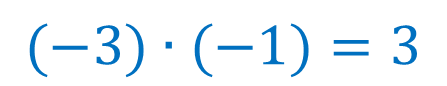 (−3) · (−1) = 3